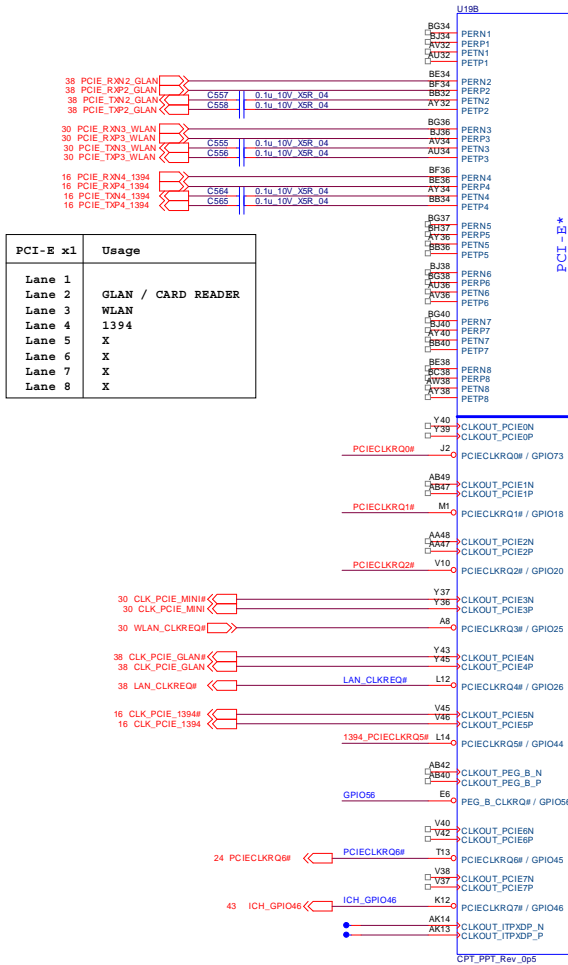 U19B
BG34 PERN1
BJ34 PERP1
AV32 PETN1
AU32 PETP1
38 PCIE_RXN2_GLAN BE34 PERN2
38 PCIE_RXP2_GLAN BF34 PERP2
38 PCIE_TXN2_GLAN C557 0.1u_10V_X5R_04 BB32 PETN2
38 PCIE_TXP2_GLAN C558 0.1u_10V_X5R_04 AY32 PETP2
30 PCIE_RXN3_WLAN BG36 PERN3
30 PCIE_RXP3_WLAN BJ36 PERP3
30 PCIE_TXN3_WLAN C555 0.1u_10V_X5R_04 AV34 PETN3
30 PCIE_TXP3_WLAN C556 0.1u_10V_X5R_04 AU34 PETP3
16 PCIE_RXN4_1394 BF36 PERN4
16 PCIE_RXP4_1394 BE36 PERP4
16 PCIE_TXN4_1394 C564 0.1u_10V_X5R_04 AY34 PETN4
16 PCIE_TXP4_1394 C565 0.1u_10V_X5R_04 BB34 PETP4
PCI-E*
BG37 PERN5
BH37 PERP5
AY36 PETN5
BB36 PETP5
BJ38 PERN6
BG38 PERP6
AU36 PETN6
AV36 PETP6
BG40 PERN7
BJ40 PERP7
AY40 PETN7
BB40 PETP7
BE38 PERN8
BC38 PERP8
AW38 PETN8
AY38 PETP8
PCI-E x1 Usage
Lane 1
Lane 2 GLAN / CARD READER
Lane 3 WLAN
Lane 4 1394
Lane 5 X
Lane 6 X
Lane 7 X
Lane 8 X
Y40 CLKOUT_PCIE0N
Y39 CLKOUT_PCIE0P
PCIECLKRQ0# J2 PCIECLKRQ0# / GPIO73
AB49 CLKOUT_PCIE1N
AB47 CLKOUT_PCIE1P
PCIECLKRQ1# M1 PCIECLKRQ1# / GPIO18
AA48 CLKOUT_PCIE2N
AA47 CLKOUT_PCIE2P
PCIECLKRQ2# V10 PCIECLKRQ2# / GPIO20
30 CLK_PCIE_MINI# Y37 CLKOUT_PCIE3N
30 CLK_PCIE_MINI Y36 CLKOUT_PCIE3P
30 WLAN_CLKREQ# A8 PCIECLKRQ3# / GPIO25
38 CLK_PCIE_GLAN# Y43 CLKOUT_PCIE4N
38 CLK_PCIE_GLAN Y45 CLKOUT_PCIE4P
38 LAN_CLKREQ# LAN_CLKREQ# L12 PCIECLKRQ4# / GPIO26
16 CLK_PCIE_1394# V45 CLKOUT_PCIE5N
16 CLK_PCIE_1394 V46 CLKOUT_PCIE5P
1394_PCIECLKRQ5# L14 PCIECLKRQ5# / GPIO44
AB42 CLKOUT_PEG_B_N
AB40 CLKOUT_PEG_B_P
GPIO56 E6 PEG_B_CLKRQ# / GPIO56
V40 CLKOUT_PCIE6N
V42 CLKOUT_PCIE6P
24 PCIECLKRQ6# PCIECLKRQ6# T13 PCIECLKRQ6# / GPIO45
V38 CLKOUT_PCIE7N
V37 CLKOUT_PCIE7P
43 ICH_GPIO46 ICH_GPIO46 K12 PCIECLKRQ7# / GPIO46
AK14 CLKOUT_ITPXDP_N
AK13 CLKOUT_ITPXDP_P
CPT_PPT_Rev_0p5